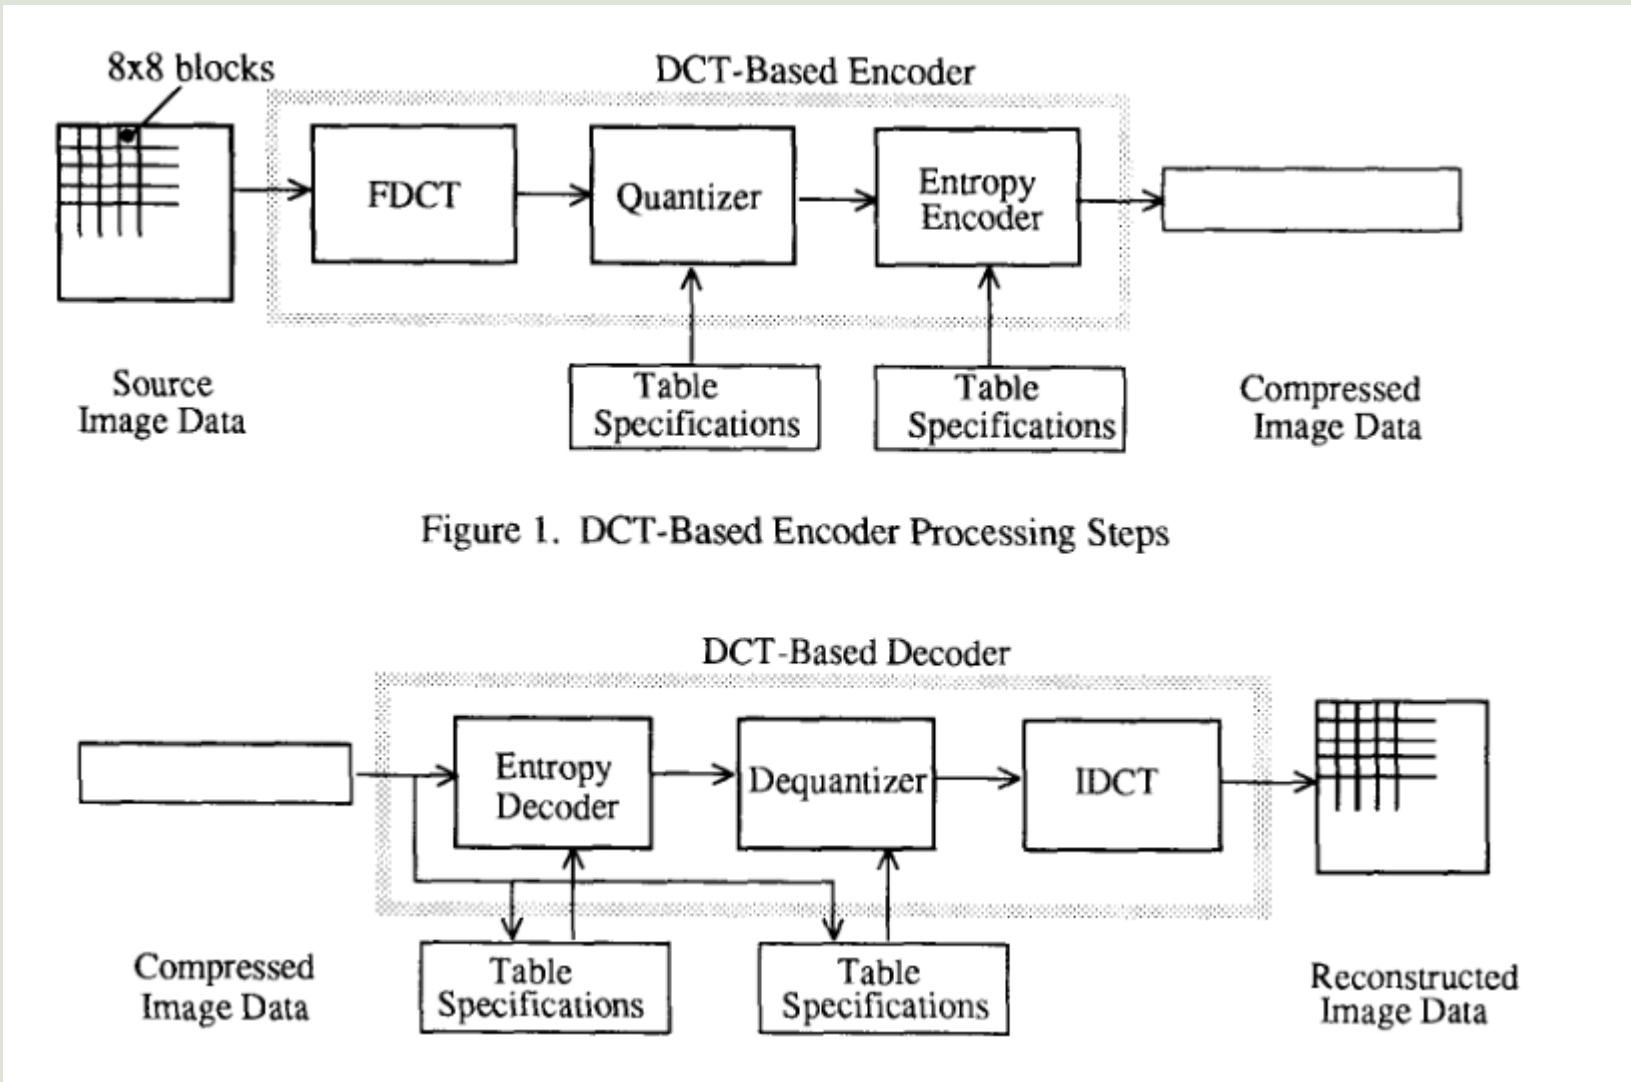 8x8 blocks
DCT-Based Encoder
FDCT
Quantizer
Entropy
Encoder
Source
Image Data
Table
Specifications
Table
Specifications
Compressed
Image Data
Figure 1. DCT-Based Encoder Processing Steps
DCT-Based Decoder
Entropy
Decoder
Dequantizer
IDCT
Compressed
Image Data
Table
Specifications
Table
Specifications
Reconstructed
Image Data